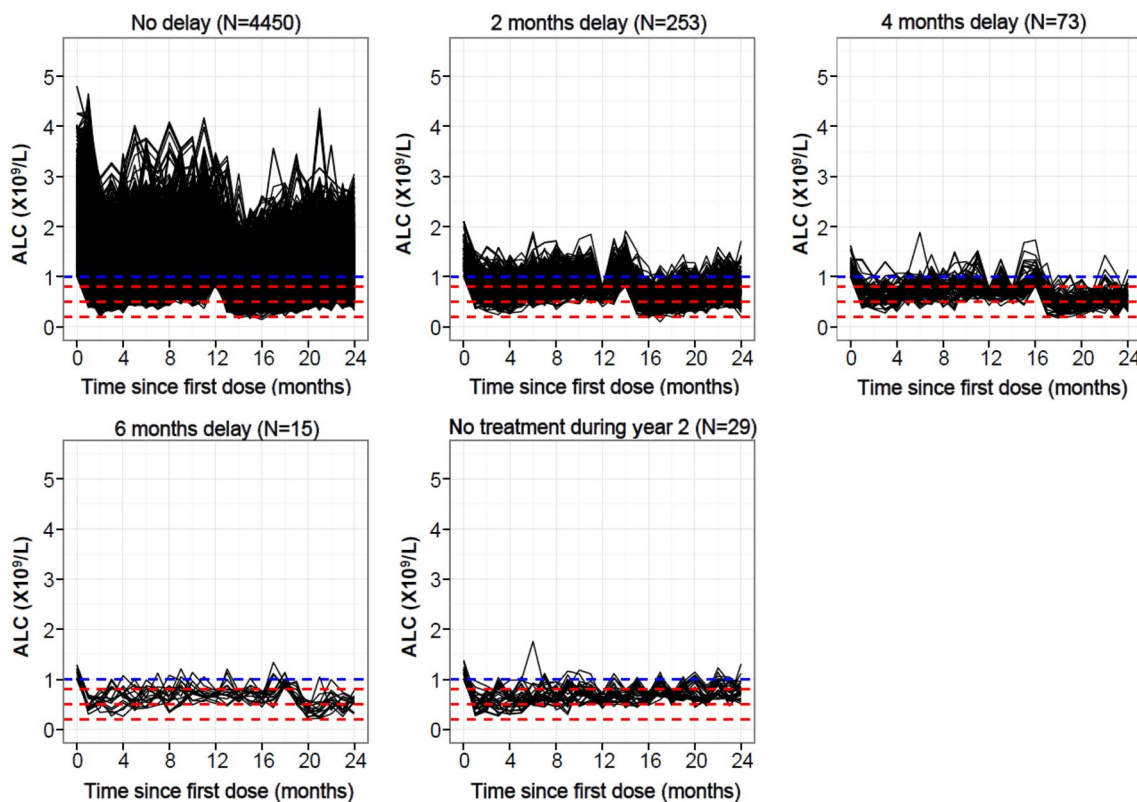 No delay (N=4450)
2 months delay (N=253)
4 months delay (N=73)
ALC (X10⁹/L)
5
4
3
2
1
0
0 4 8 12 16 20 24
Time since first dose (months)
ALC (X10⁹/L)
5
4
3
2
1
0
0 4 8 12 16 20 24
Time since first dose (months)
ALC (X10⁹/L)
5
4
3
2
1
0
0 4 8 12 16 20 24
Time since first dose (months)
6 months delay (N=15)
No treatment during year 2 (N=29)
ALC (X10⁹/L)
5
4
3
2
1
0
0 4 8 12 16 20 24
Time since first dose (months)
ALC (X10⁹/L)
5
4
3
2
1
0
0 4 8 12 16 20 24
Time since first dose (months)